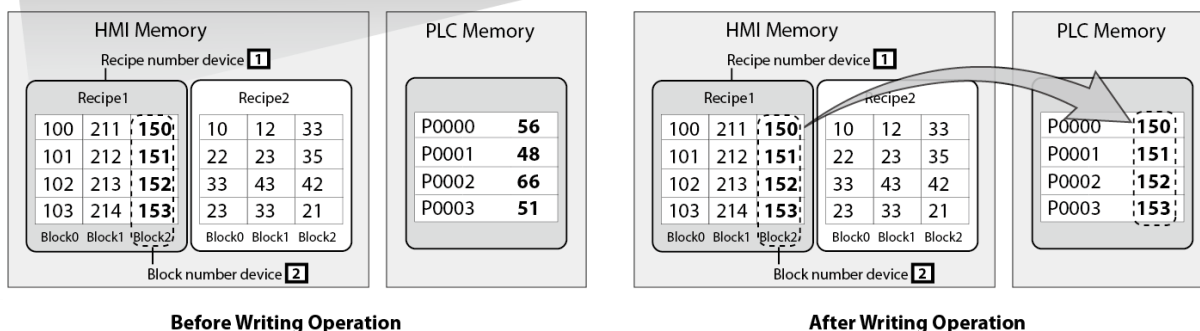 HMI Memory
PLC Memory
Recipe number device 1
Recipe1
Recipe2
100 211 150 10 12 33
101 212 151 22 23 35
102 213 152 33 43 42
103 214 153 23 33 21
Block0 Block1 Block2 Block0 Block1 Block2
P0000 56
P0001 48
P0002 66
P0003 51
Block number device 2
Before Writing Operation
HMI Memory
PLC Memory
Recipe number device 1
Recipe1
Recipe2
100 211 150 10 12 33
101 212 151 22 23 35
102 213 152 33 43 42
103 214 153 23 33 21
Block0 Block1 Block2 Block0 Block1 Block2
P0000 150
P0001 151
P0002 152
P0003 153
Block number device 2
After Writing Operation